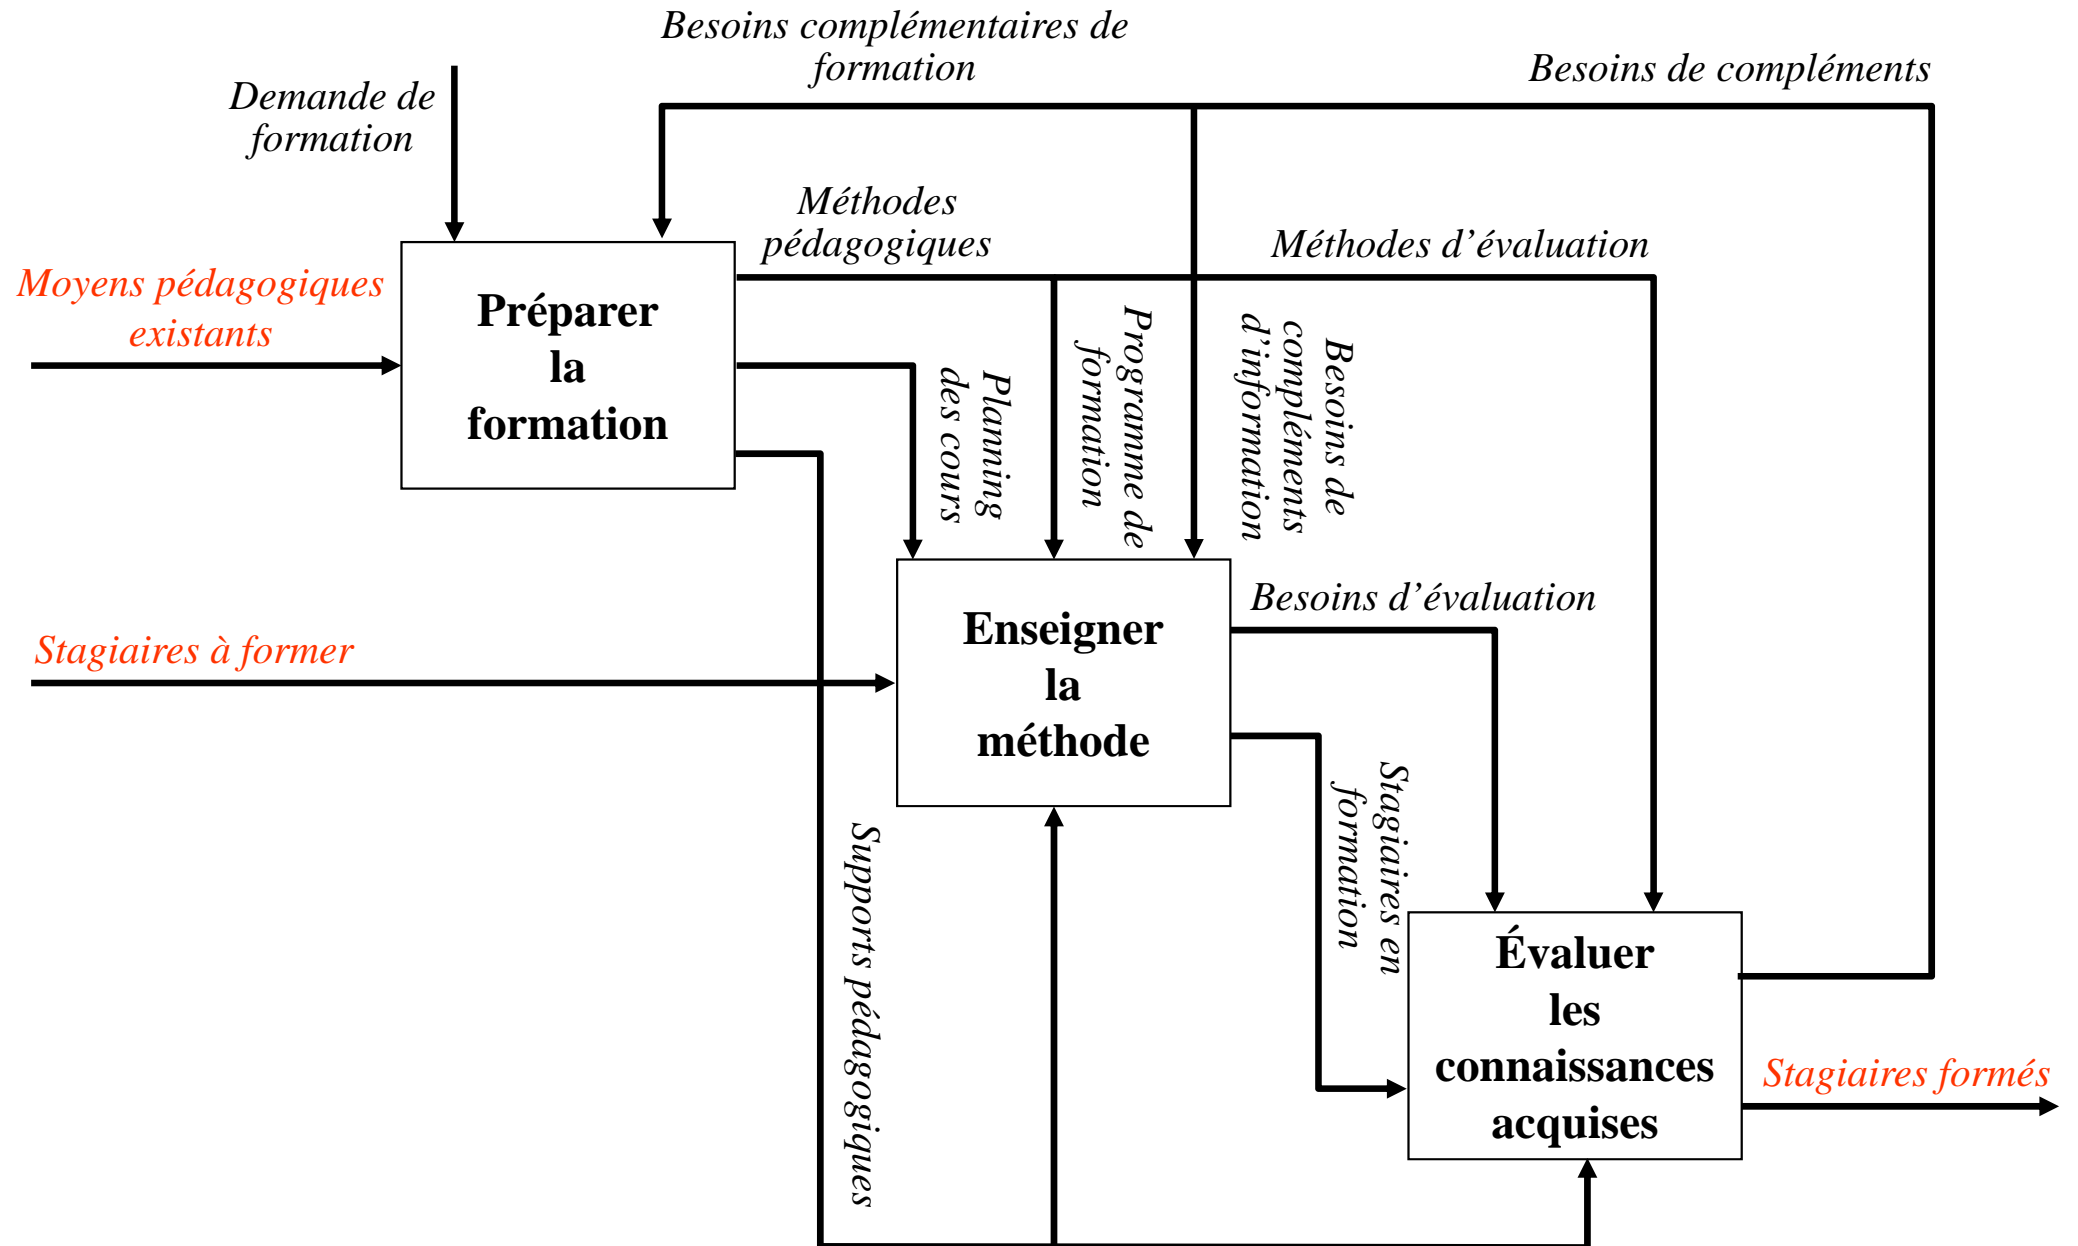 Besoins complémentaires de
formation
Besoins de compléments
Demande de
formation
Méthodes
pédagogiques
Méthodes d’évaluation
Moyens pédagogiques
existants
Préparer
la
formation
Planning
des cours
Programme de
formation
Besoins de
compléments
d’information
Stagiaires à former
Enseigner
la
méthode
Besoins d’évaluation
Stagiaires en
formation
Supports pédagogiques
Évaluer
les
connaissances
acquises
Stagiaires formés